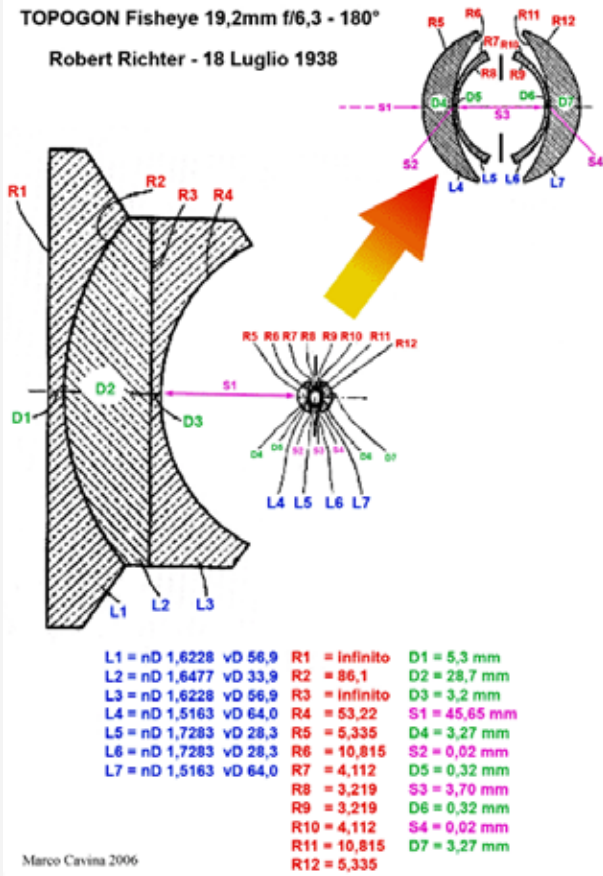 TOPOGON Fisheye 19,2mm f/6,3 - 180°
Robert Richter - 18 Luglio 1938
R5
R6
R11
R12
R7
R10
R8
R9
S1
D4
D5
S3
D6
D7
S2
S4
L4
L5
L6
L7
R1
R2
R3
R4
D1
D2
D3
S1
R5
R6
R7
R8
R9
R10
R11
R12
D4
D5
S2
S3
S4
D6
D7
L4
L5
L6
L7
L1
L2
L3
L1 = nD 1,6228 vD 56,9 R1 = infinito D1 = 5,3 mm
L2 = nD 1,6477 vD 33,9 R2 = 86,1 D2 = 28,7 mm
L3 = nD 1,6228 vD 56,9 R3 = infinito D3 = 3,2 mm
L4 = nD 1,5163 vD 64,0 R4 = 53,22 S1 = 45,65 mm
L5 = nD 1,7283 vD 28,3 R5 = 5,335 D4 = 3,27 mm
L6 = nD 1,7283 vD 28,3 R6 = 10,815 S2 = 0,02 mm
L7 = nD 1,5163 vD 64,0 R7 = 4,112 D5 = 0,32 mm
R8 = 3,219 S3 = 3,70 mm
R9 = 3,219 D6 = 0,32 mm
R10 = 4,112 S4 = 0,02 mm
R11 = 10,815 D7 = 3,27 mm
R12 = 5,335
Marco Cavina 2006